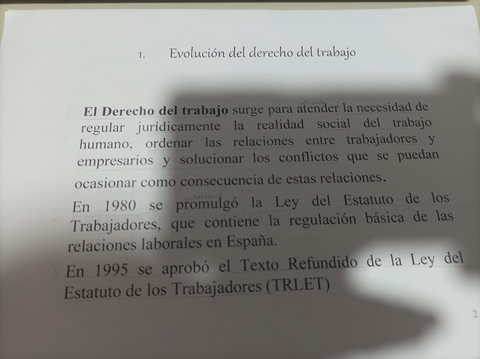 1. Evolución del derecho del trabajo
El Derecho del trabajo surge para atender la necesidad de
regular jurídicamente la realidad social del trabajo
humano, ordenar las relaciones entre trabajadores y
empresarios y solucionar los conflictos que se puedan
ocasionar como consecuencia de estas relaciones.
En 1980 se promulgó la Ley del Estatuto de los
Trabajadores, que contiene la regulación básica de las
relaciones laborales en España.
En 1995 se aprobó el Texto Refundido de la Ley del
Estatuto de los Trabajadores (TRLET)
2